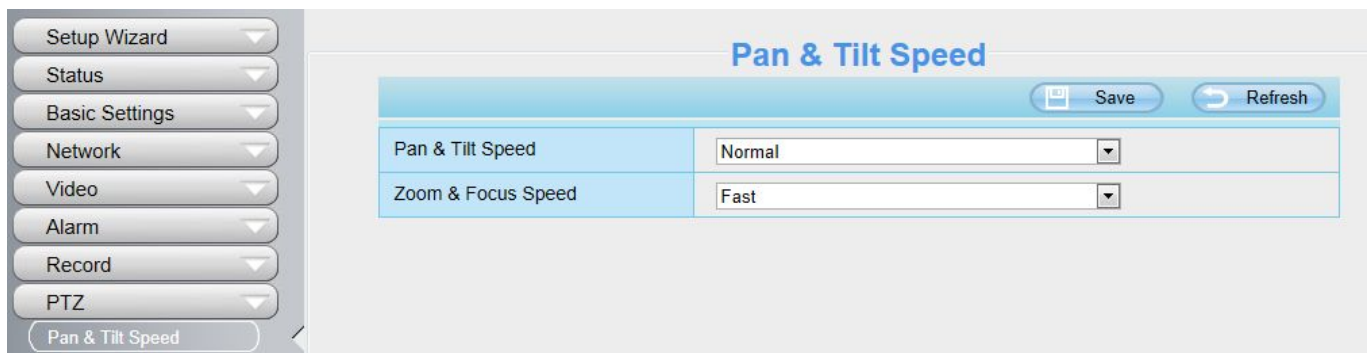 Setup Wizard
Status
Basic Settings
Network
Video
Alarm
Record
PTZ
Pan & Tilt Speed
Pan & Tilt Speed
Save
Refresh
Pan & Tilt Speed
Normal
Zoom & Focus Speed
Fast